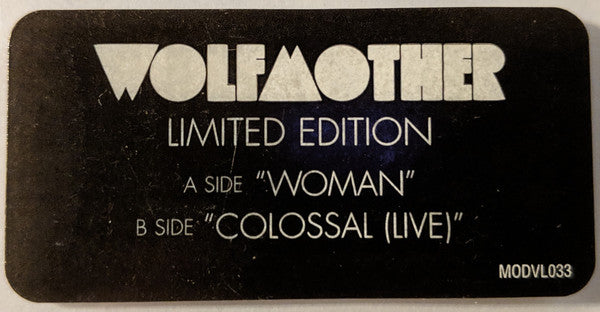 WOLFMOTHER
LIMITED EDITION
A SIDE "WOMAN"
B SIDE "COLOSSAL (LIVE)"
MODVL033